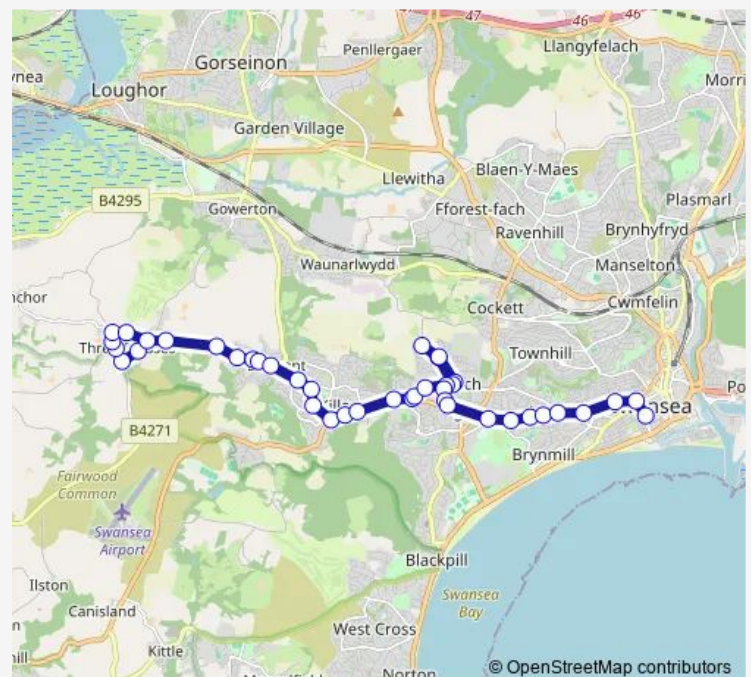 47
46
46
Penllergaer
Llangyfelach
Gorseinon
Loughor
Morri
Garden Village
Llewitha
Blaen-Y-Maes
B4295
Plasmarl
Gowerton
Fforest-fach
Ravenhill
Brynhyfryd
Waunarlwydd
Manselton
Cwmfelin
Cockett
Townhill
B4271
Brynmill
Fairwood
Common
Swansea
Airport
Blackpill
Ilston
Swansea
Bay
Canisland
West Cross
Kittle
Norton
© OpenStreetMap contributors